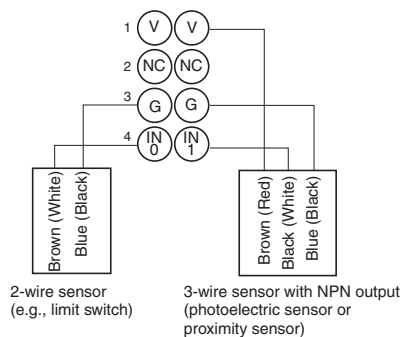 1 V V
2 NC NC
3 G G
4 IN 0 IN 1
Brown (White)
Blue (Black)
Brown (Red)
Black (White)
Blue (Black)
2-wire sensor
(e.g., limit switch)
3-wire sensor with NPN output
(photoelectric sensor or
proximity sensor)